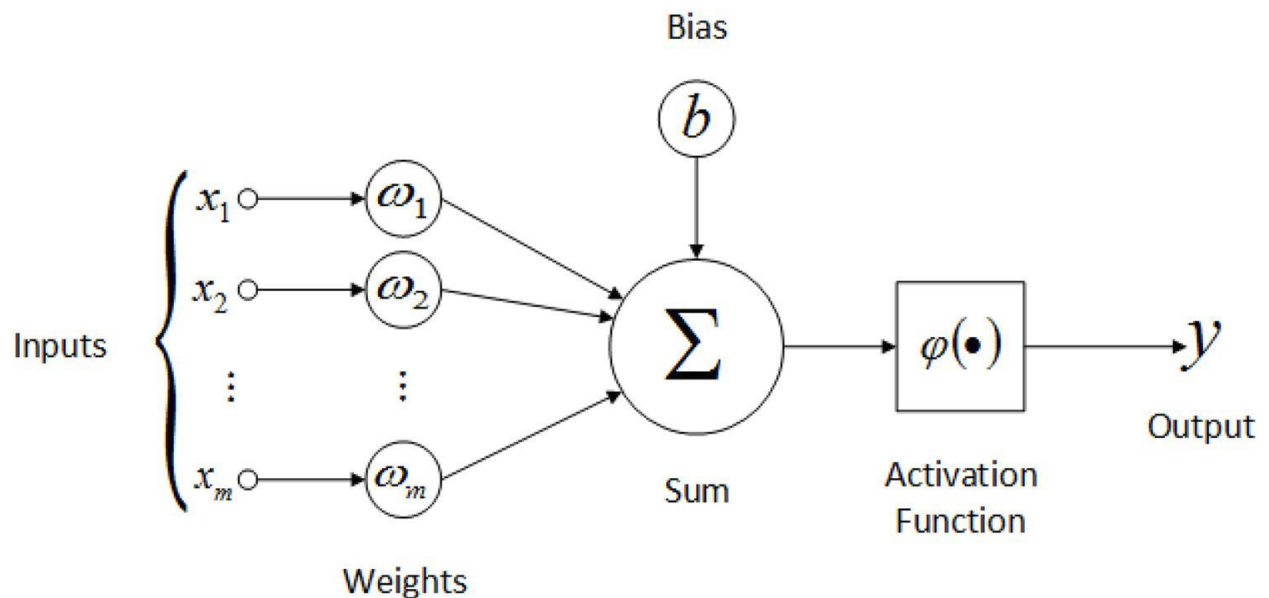 Bias
b
x₁ ω₁
x₂ ω₂
Inputs
Σ
φ(•)
y
⋮ ⋮
Output
xₘ ωₘ
Sum
Activation
Function
Weights